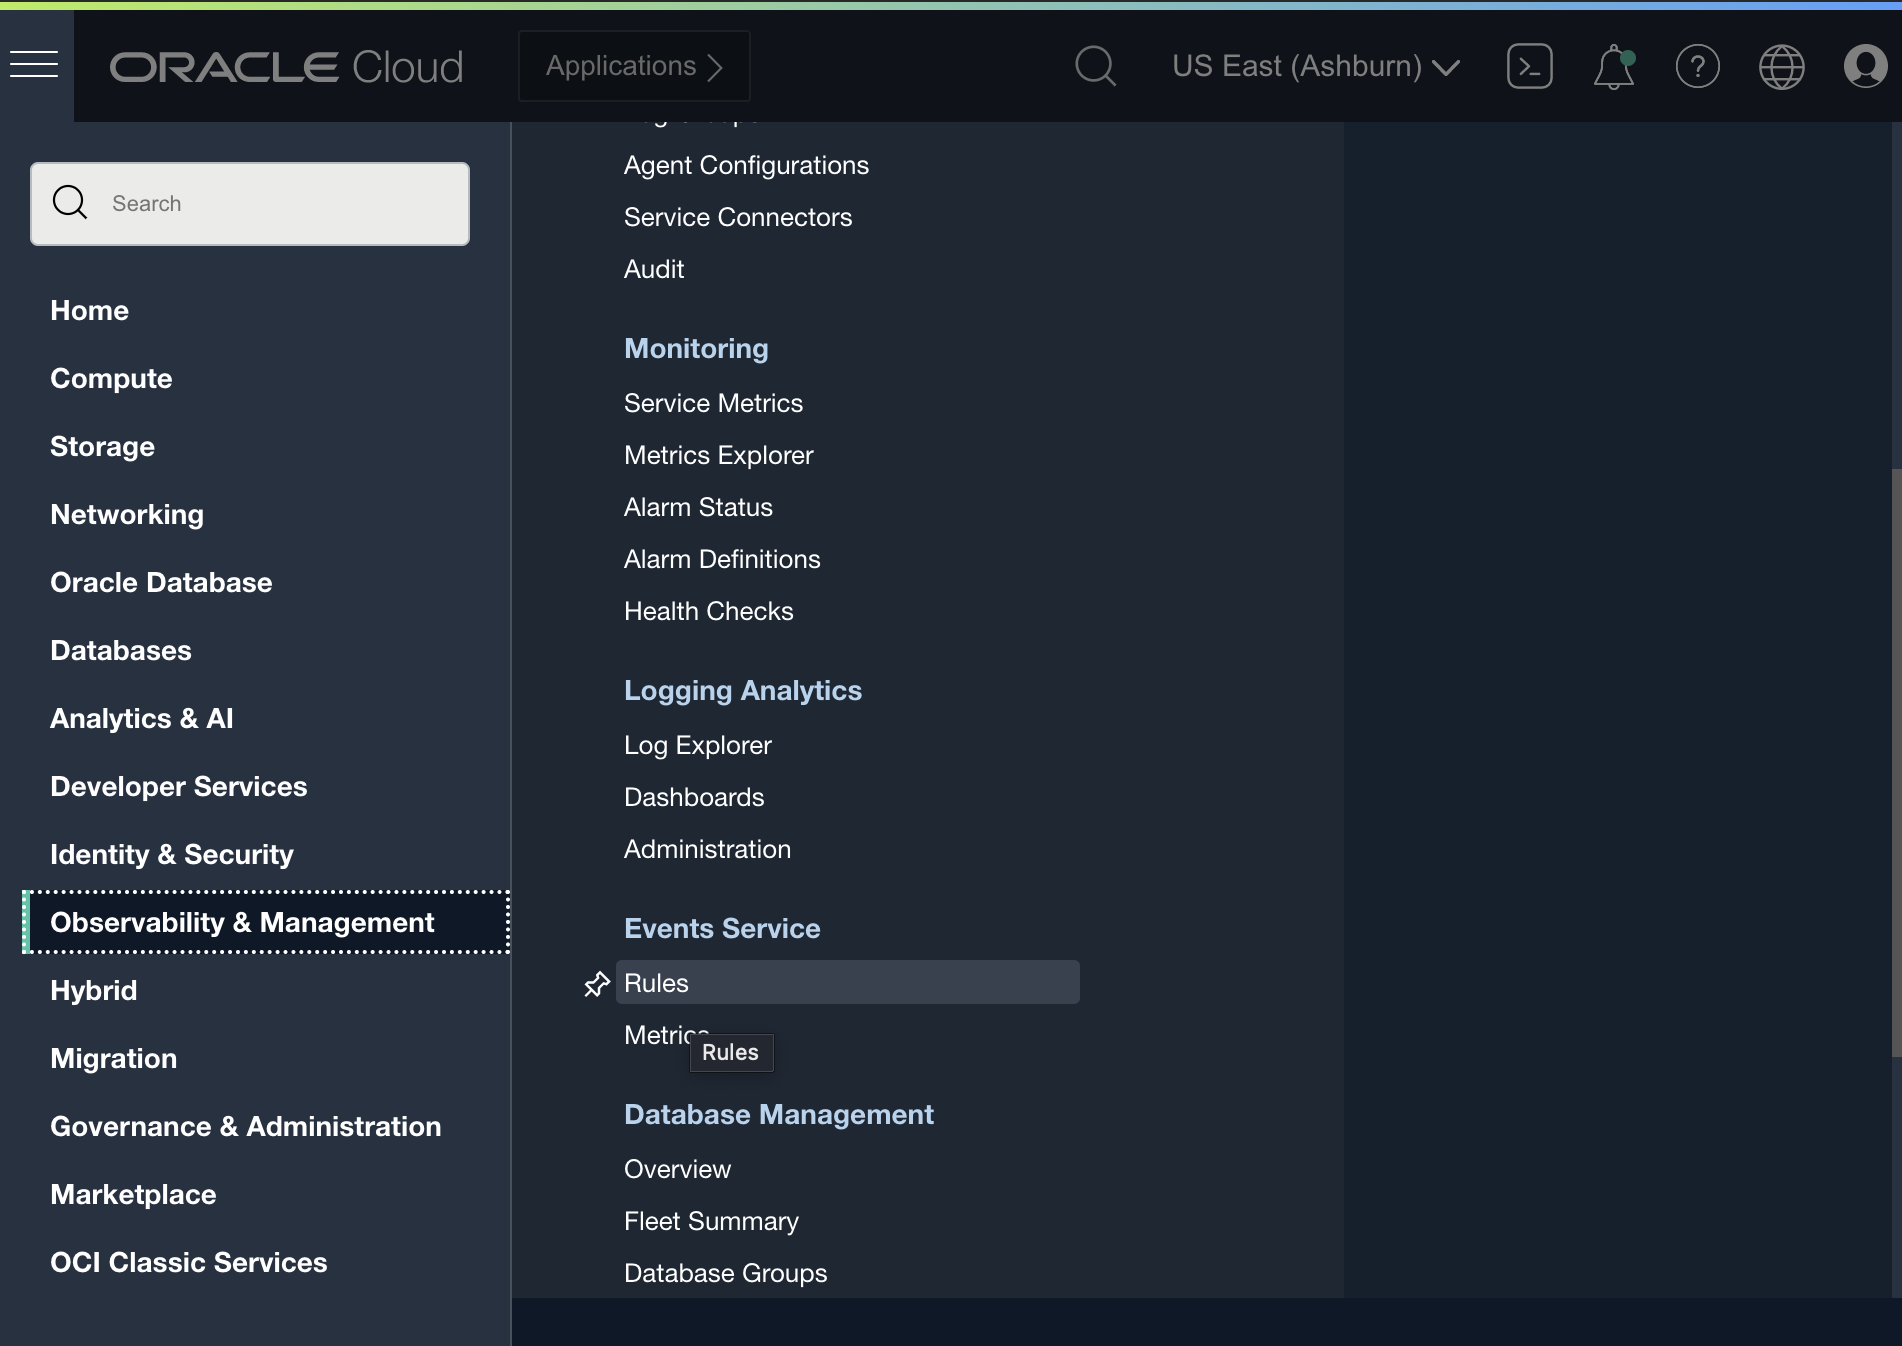 ORACLE Cloud
Applications
US East (Ashburn)
Search
Home
Compute
Storage
Networking
Oracle Database
Databases
Analytics & AI
Developer Services
Identity & Security
Observability & Management
Hybrid
Migration
Governance & Administration
Marketplace
OCI Classic Services
Agent Configurations
Service Connectors
Audit
Monitoring
Service Metrics
Metrics Explorer
Alarm Status
Alarm Definitions
Health Checks
Logging Analytics
Log Explorer
Dashboards
Administration
Events Service
Rules
Metrics
Rules
Database Management
Overview
Fleet Summary
Database Groups